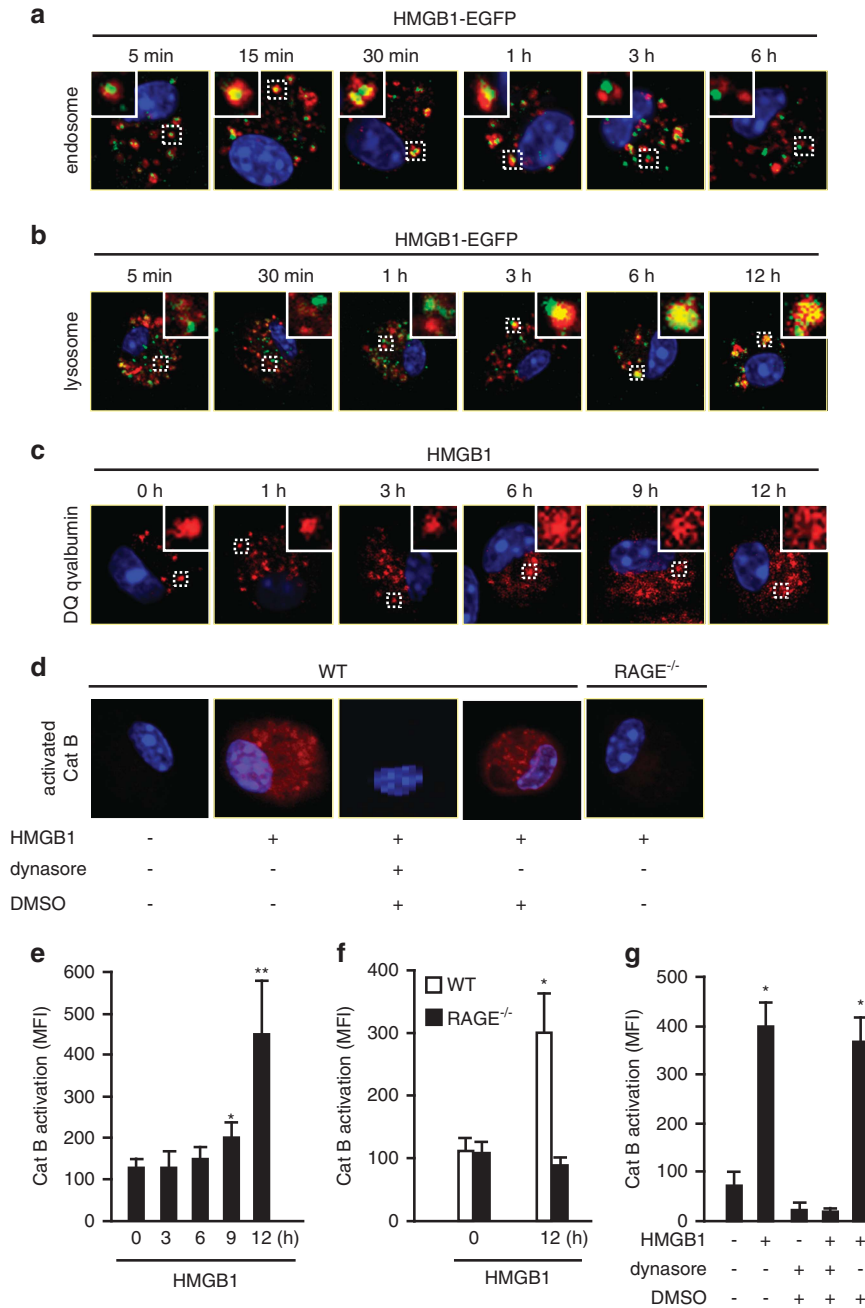 a
HMGB1-EGFP
5 min 15 min 30 min 1 h 3 h 6 h
endosome
b
HMGB1-EGFP
5 min 30 min 1 h 3 h 6 h 12 h
lysosome
c
HMGB1
0 h 1 h 3 h 6 h 9 h 12 h
DQ qvalbumin
d
WT RAGE-/-
activated
Cat B
HMGB1 - + + + +
dynasore - - + - -
DMSO - - + + -
e
Cat B activation (MFI)
600
500
400
300
200
100
0
* **
0 3 6 9 12 (h)
HMGB1
f
Cat B activation (MFI)
400
300
200
100
0
WT
RAGE-/-
*
0 12 (h)
HMGB1
g
Cat B activation (MFI)
500
400
300
200
100
0
* *
HMGB1 - + - + +
dynasore - - + + -
DMSO - - + + +